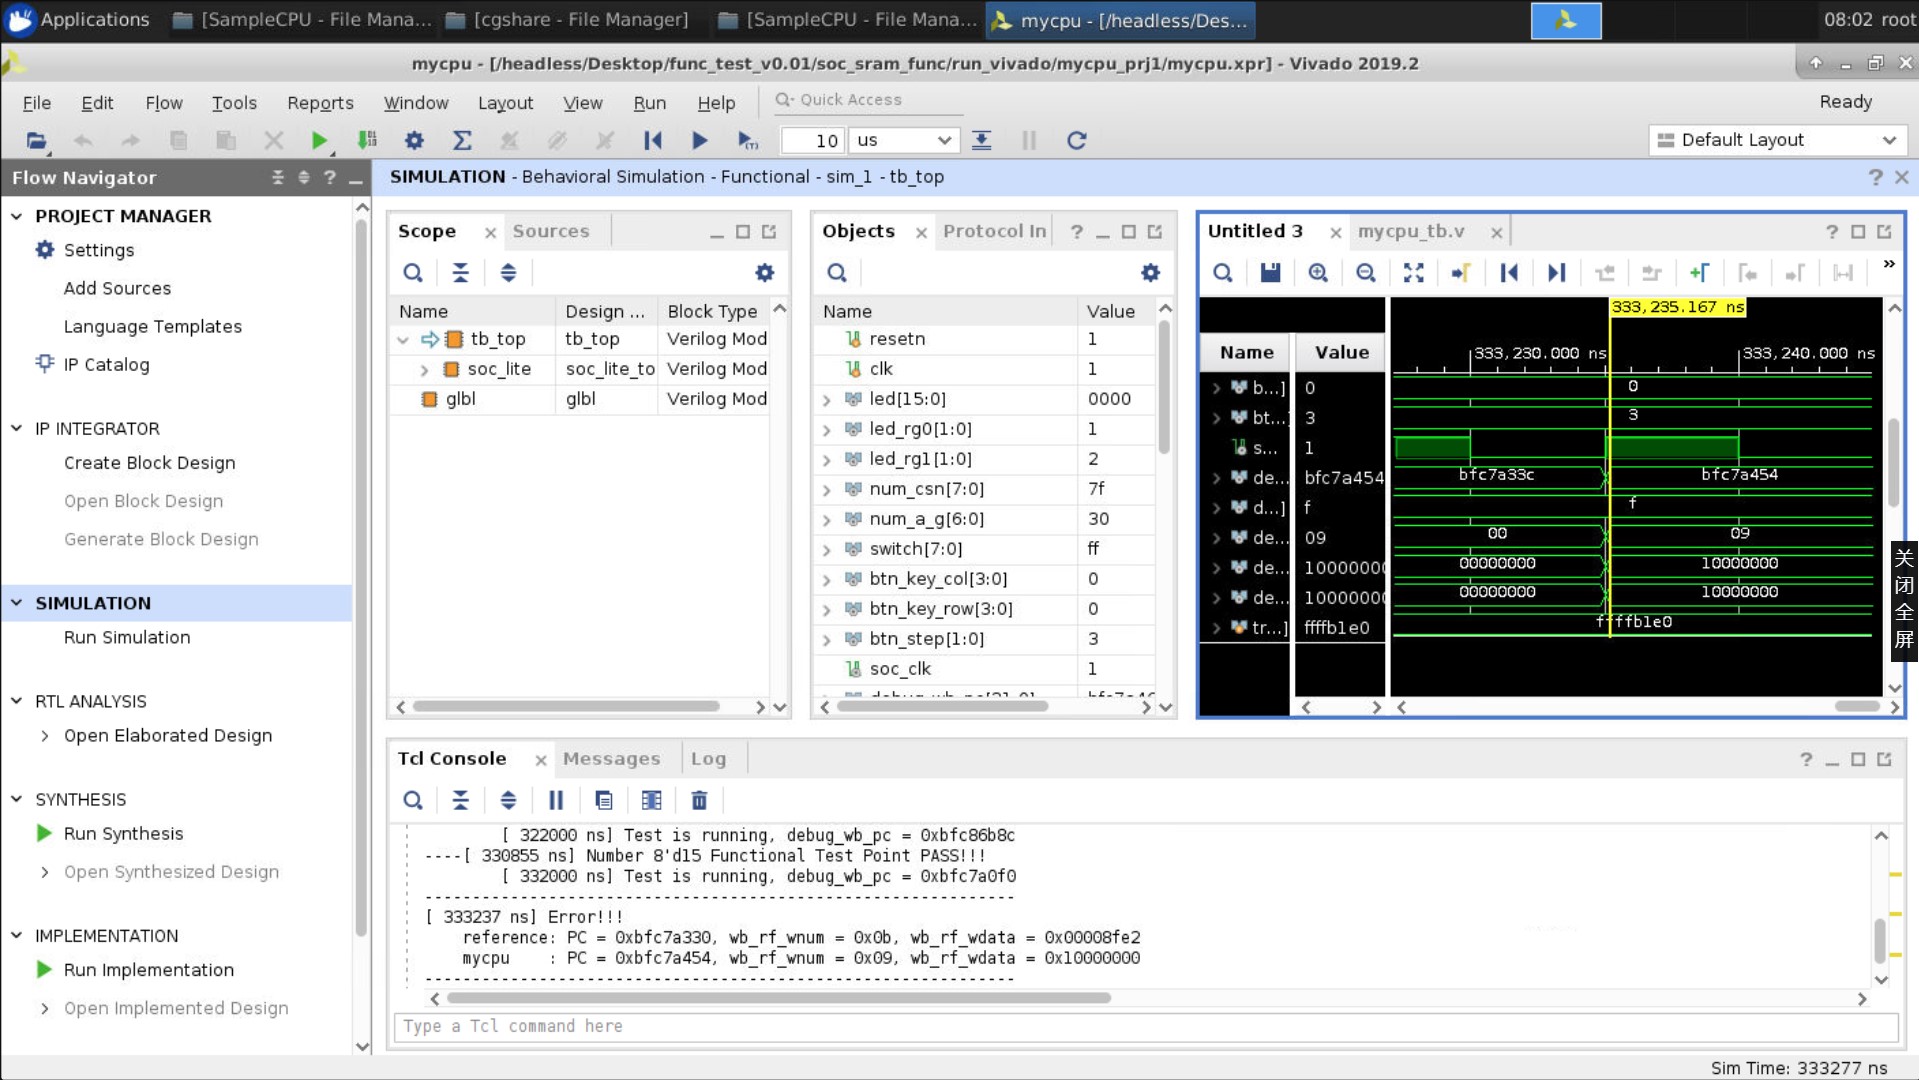 Applications
[SampleCPU - File Mana...
[cgshare - File Manager]
[SampleCPU - File Mana...
mycpu - [/headless/Des...
08:02 root
mycpu - [/headless/Desktop/func_test_v0.01/soc_sram_func/run_vivado/mycpu_prj1/mycpu.xpr] - Vivado 2019.2
File Edit Flow Tools Reports Window Layout View Run Help
Quick Access
Ready
10 us
Default Layout
Flow Navigator
SIMULATION - Behavioral Simulation - Functional - sim_1 - tb_top
PROJECT MANAGER
Settings
Add Sources
Language Templates
IP Catalog
IP INTEGRATOR
Create Block Design
Open Block Design
Generate Block Design
SIMULATION
Run Simulation
RTL ANALYSIS
Open Elaborated Design
SYNTHESIS
Run Synthesis
Open Synthesized Design
IMPLEMENTATION
Run Implementation
Open Implemented Design
Scope Sources
Name Design ... Block Type
tb_top tb_top Verilog Mod
soc_lite soc_lite_to Verilog Mod
glbl glbl Verilog Mod
Objects Protocol In
Name Value
resetn 1
clk 1
led[15:0] 0000
led_rg0[1:0] 1
led_rg1[1:0] 2
num_csn[7:0] 7f
num_a_g[6:0] 30
switch[7:0] ff
btn_key_col[3:0] 0
btn_key_row[3:0] 0
btn_step[1:0] 3
soc_clk 1
Untitled 3 mycpu_tb.v
333,235.167 ns
Name Value 333,230.000 ns 333,240.000 ns
b...] 0 0
bt... 3 3
s... 1
de... bfc7a454 bfc7a33c bfc7a454
d...] f f
de... 09 00 09
de... 10000000 00000000 10000000
de... 10000000 00000000 10000000
tr...] ffffb1e0 ffffb1e0
关
闭
全
屏
Tcl Console Messages Log
[ 322000 ns] Test is running, debug_wb_pc = 0xbfc86b8c
----[ 330855 ns] Number 8'd15 Functional Test Point PASS!!!
[ 332000 ns] Test is running, debug_wb_pc = 0xbfc7a0f0
--------------------------------------------------------------
[ 333237 ns] Error!!!
reference: PC = 0xbfc7a330, wb_rf_wnum = 0x0b, wb_rf_wdata = 0x00008fe2
mycpu : PC = 0xbfc7a454, wb_rf_wnum = 0x09, wb_rf_wdata = 0x10000000
--------------------------------------------------------------
Type a Tcl command here
Sim Time: 333277 ns